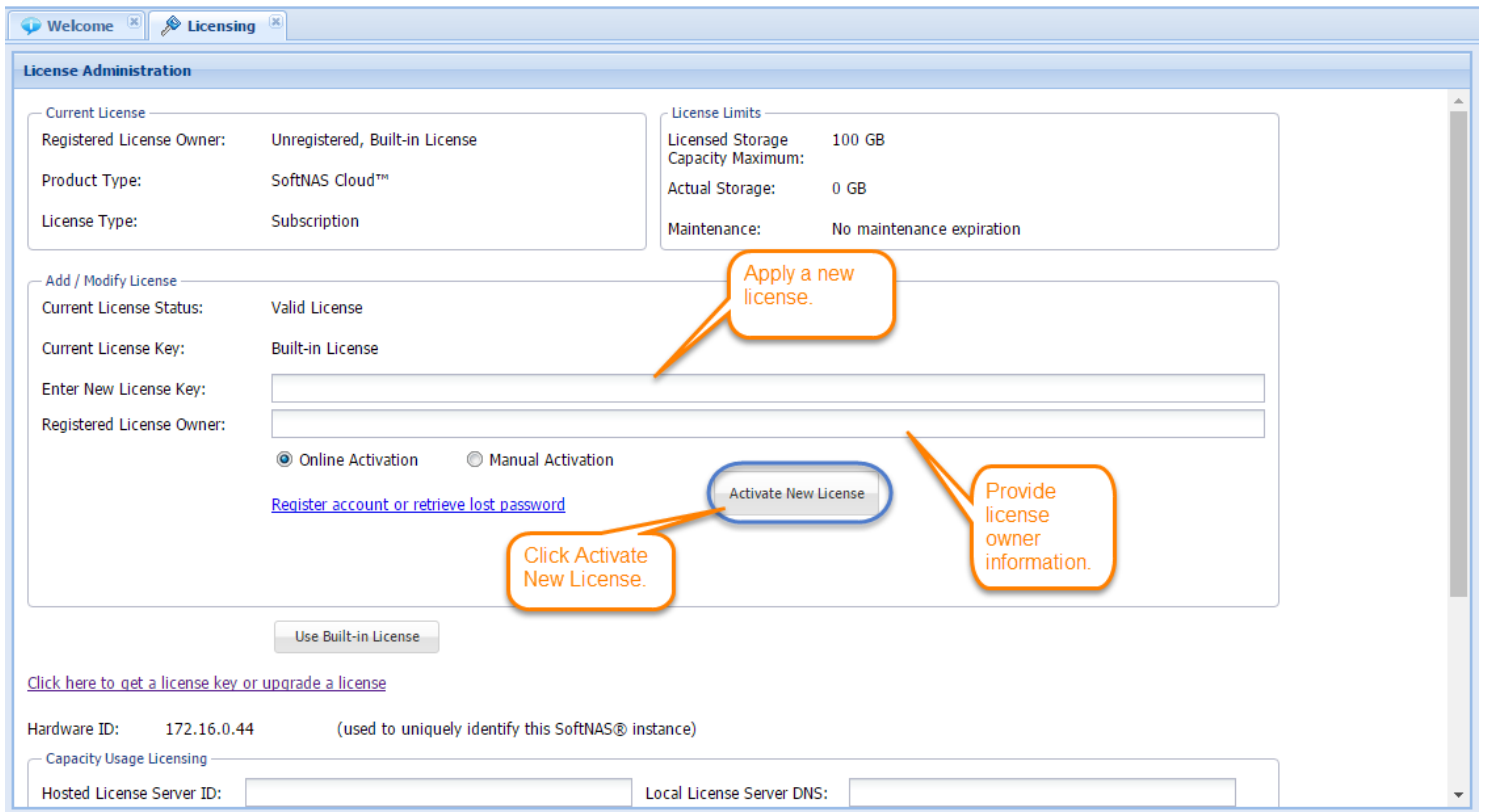 Welcome
Licensing
License Administration
Current License
Registered License Owner: Unregistered, Built-in License
Product Type: SoftNAS Cloud™
License Type: Subscription
License Limits
Licensed Storage
Capacity Maximum: 100 GB
Actual Storage: 0 GB
Maintenance: No maintenance expiration
Add / Modify License
Current License Status: Valid License
Current License Key: Built-in License
Enter New License Key:
Registered License Owner:
Apply a new
license.
Online Activation Manual Activation
Register account or retrieve lost password
Activate New License
Click Activate
New License.
Provide
license
owner
information.
Use Built-in License
Click here to get a license key or upgrade a license
Hardware ID: 172.16.0.44 (used to uniquely identify this SoftNAS® instance)
Capacity Usage Licensing
Hosted License Server ID: Local License Server DNS: